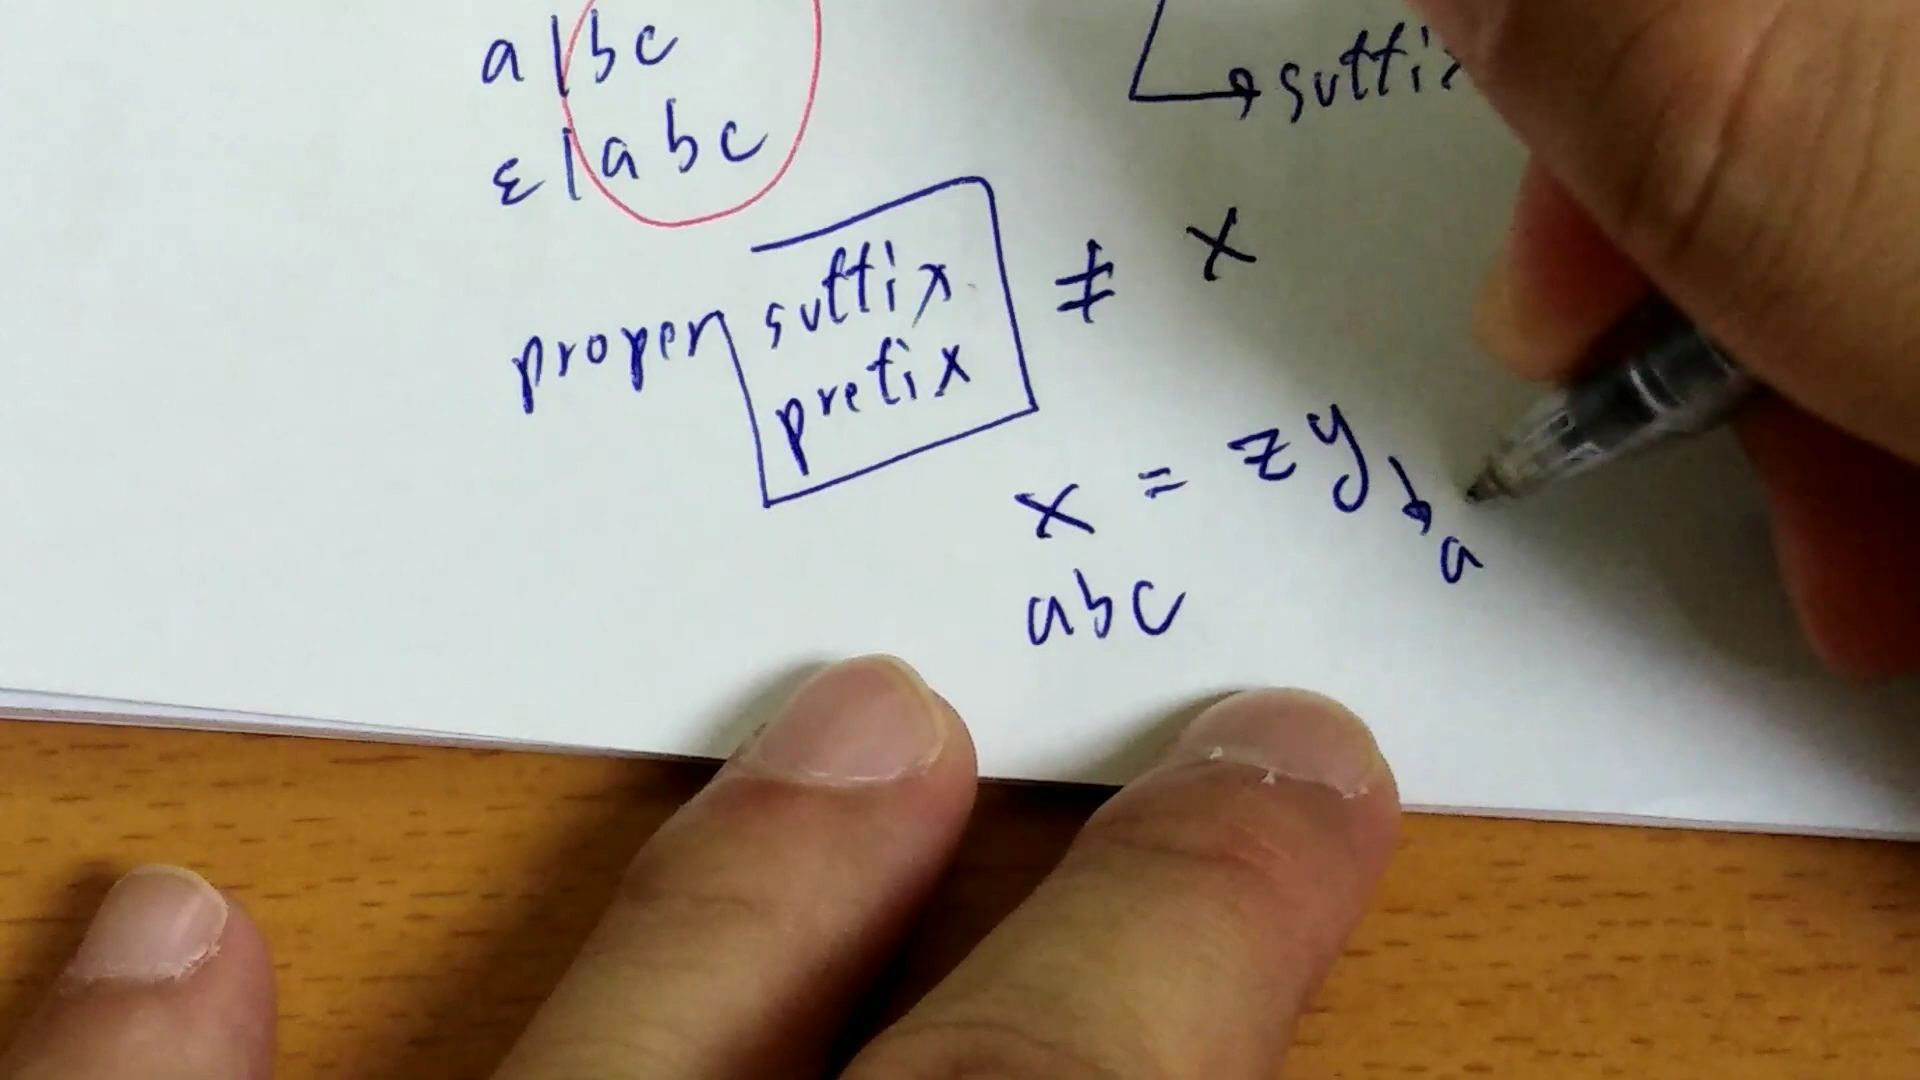 a | bc
↳ suffix
ε | abc
proper suffix ≠ x
prefix
x = zy
↳ a
abc